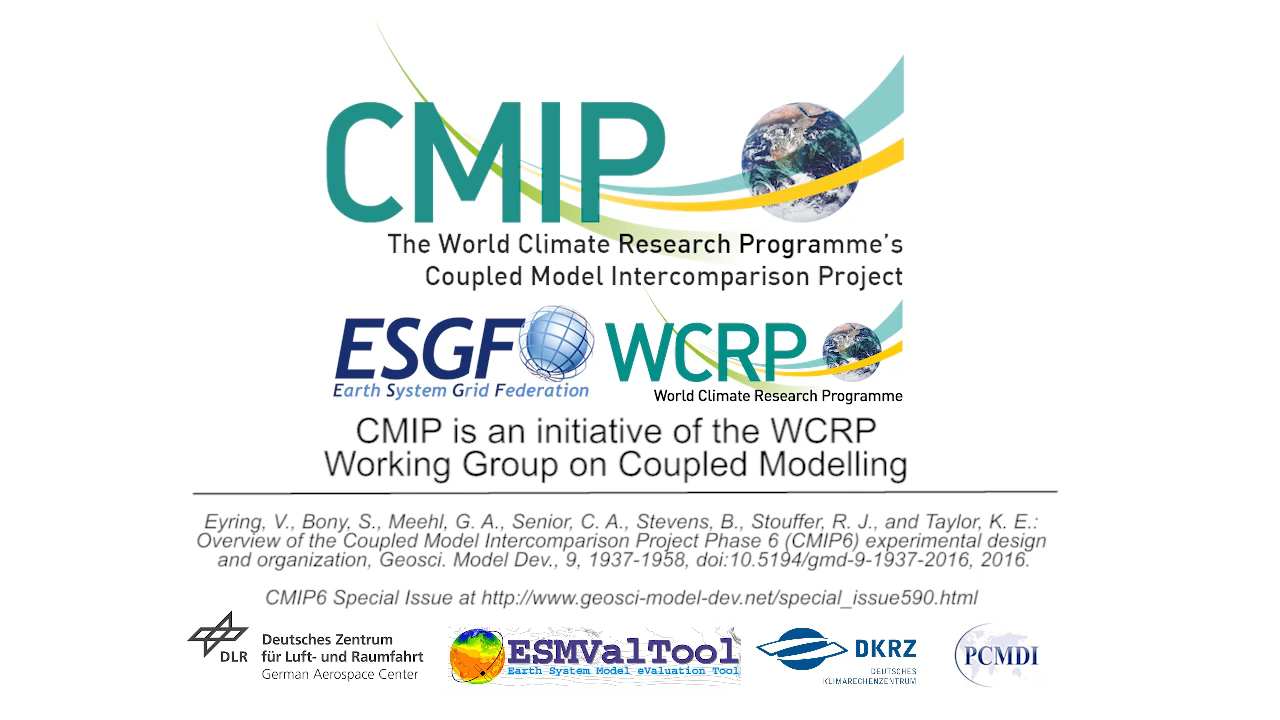 CMIP
The World Climate Research Programme's
Coupled Model Intercomparison Project
ESGF
Earth System Grid Federation
WCRP
World Climate Research Programme
CMIP is an initiative of the WCRP
Working Group on Coupled Modelling
Eyring, V., Bony, S., Meehl, G. A., Senior, C. A., Stevens, B., Stouffer, R. J., and Taylor, K. E.:
Overview of the Coupled Model Intercomparison Project Phase 6 (CMIP6) experimental design
and organization, Geosci. Model Dev., 9, 1937-1958, doi:10.5194/gmd-9-1937-2016, 2016.
CMIP6 Special Issue at http://www.geosci-model-dev.net/special_issue590.html
DLR
Deutsches Zentrum
für Luft- und Raumfahrt
German Aerospace Center
ESMValTool
Earth System Model eValuation Tool
DKRZ
DEUTSCHES
KLIMARECHENZENTRUM
PCMDI